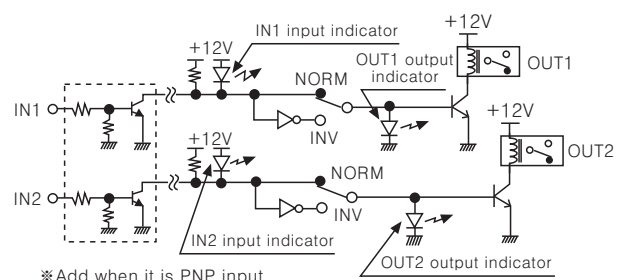 +12V
IN1 input indicator
+12V
OUT1 output
indicator
OUT1
NORM
IN1
INV
+12V
+12V
OUT2
NORM
IN2
INV
IN2 input indicator
OUT2 output indicator
※Add when it is PNP input